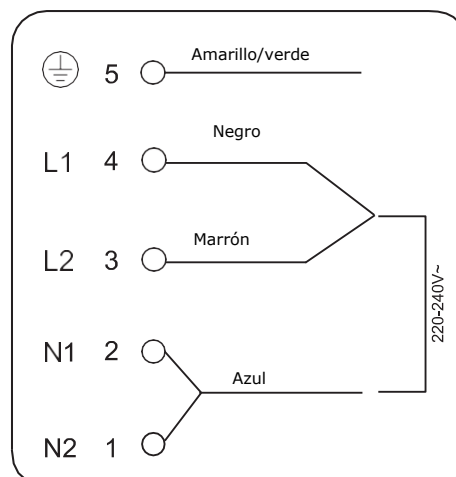 5 Amarillo/verde
L1 4 Negro
L2 3 Marrón
220-240V~
N1 2
Azul
N2 1